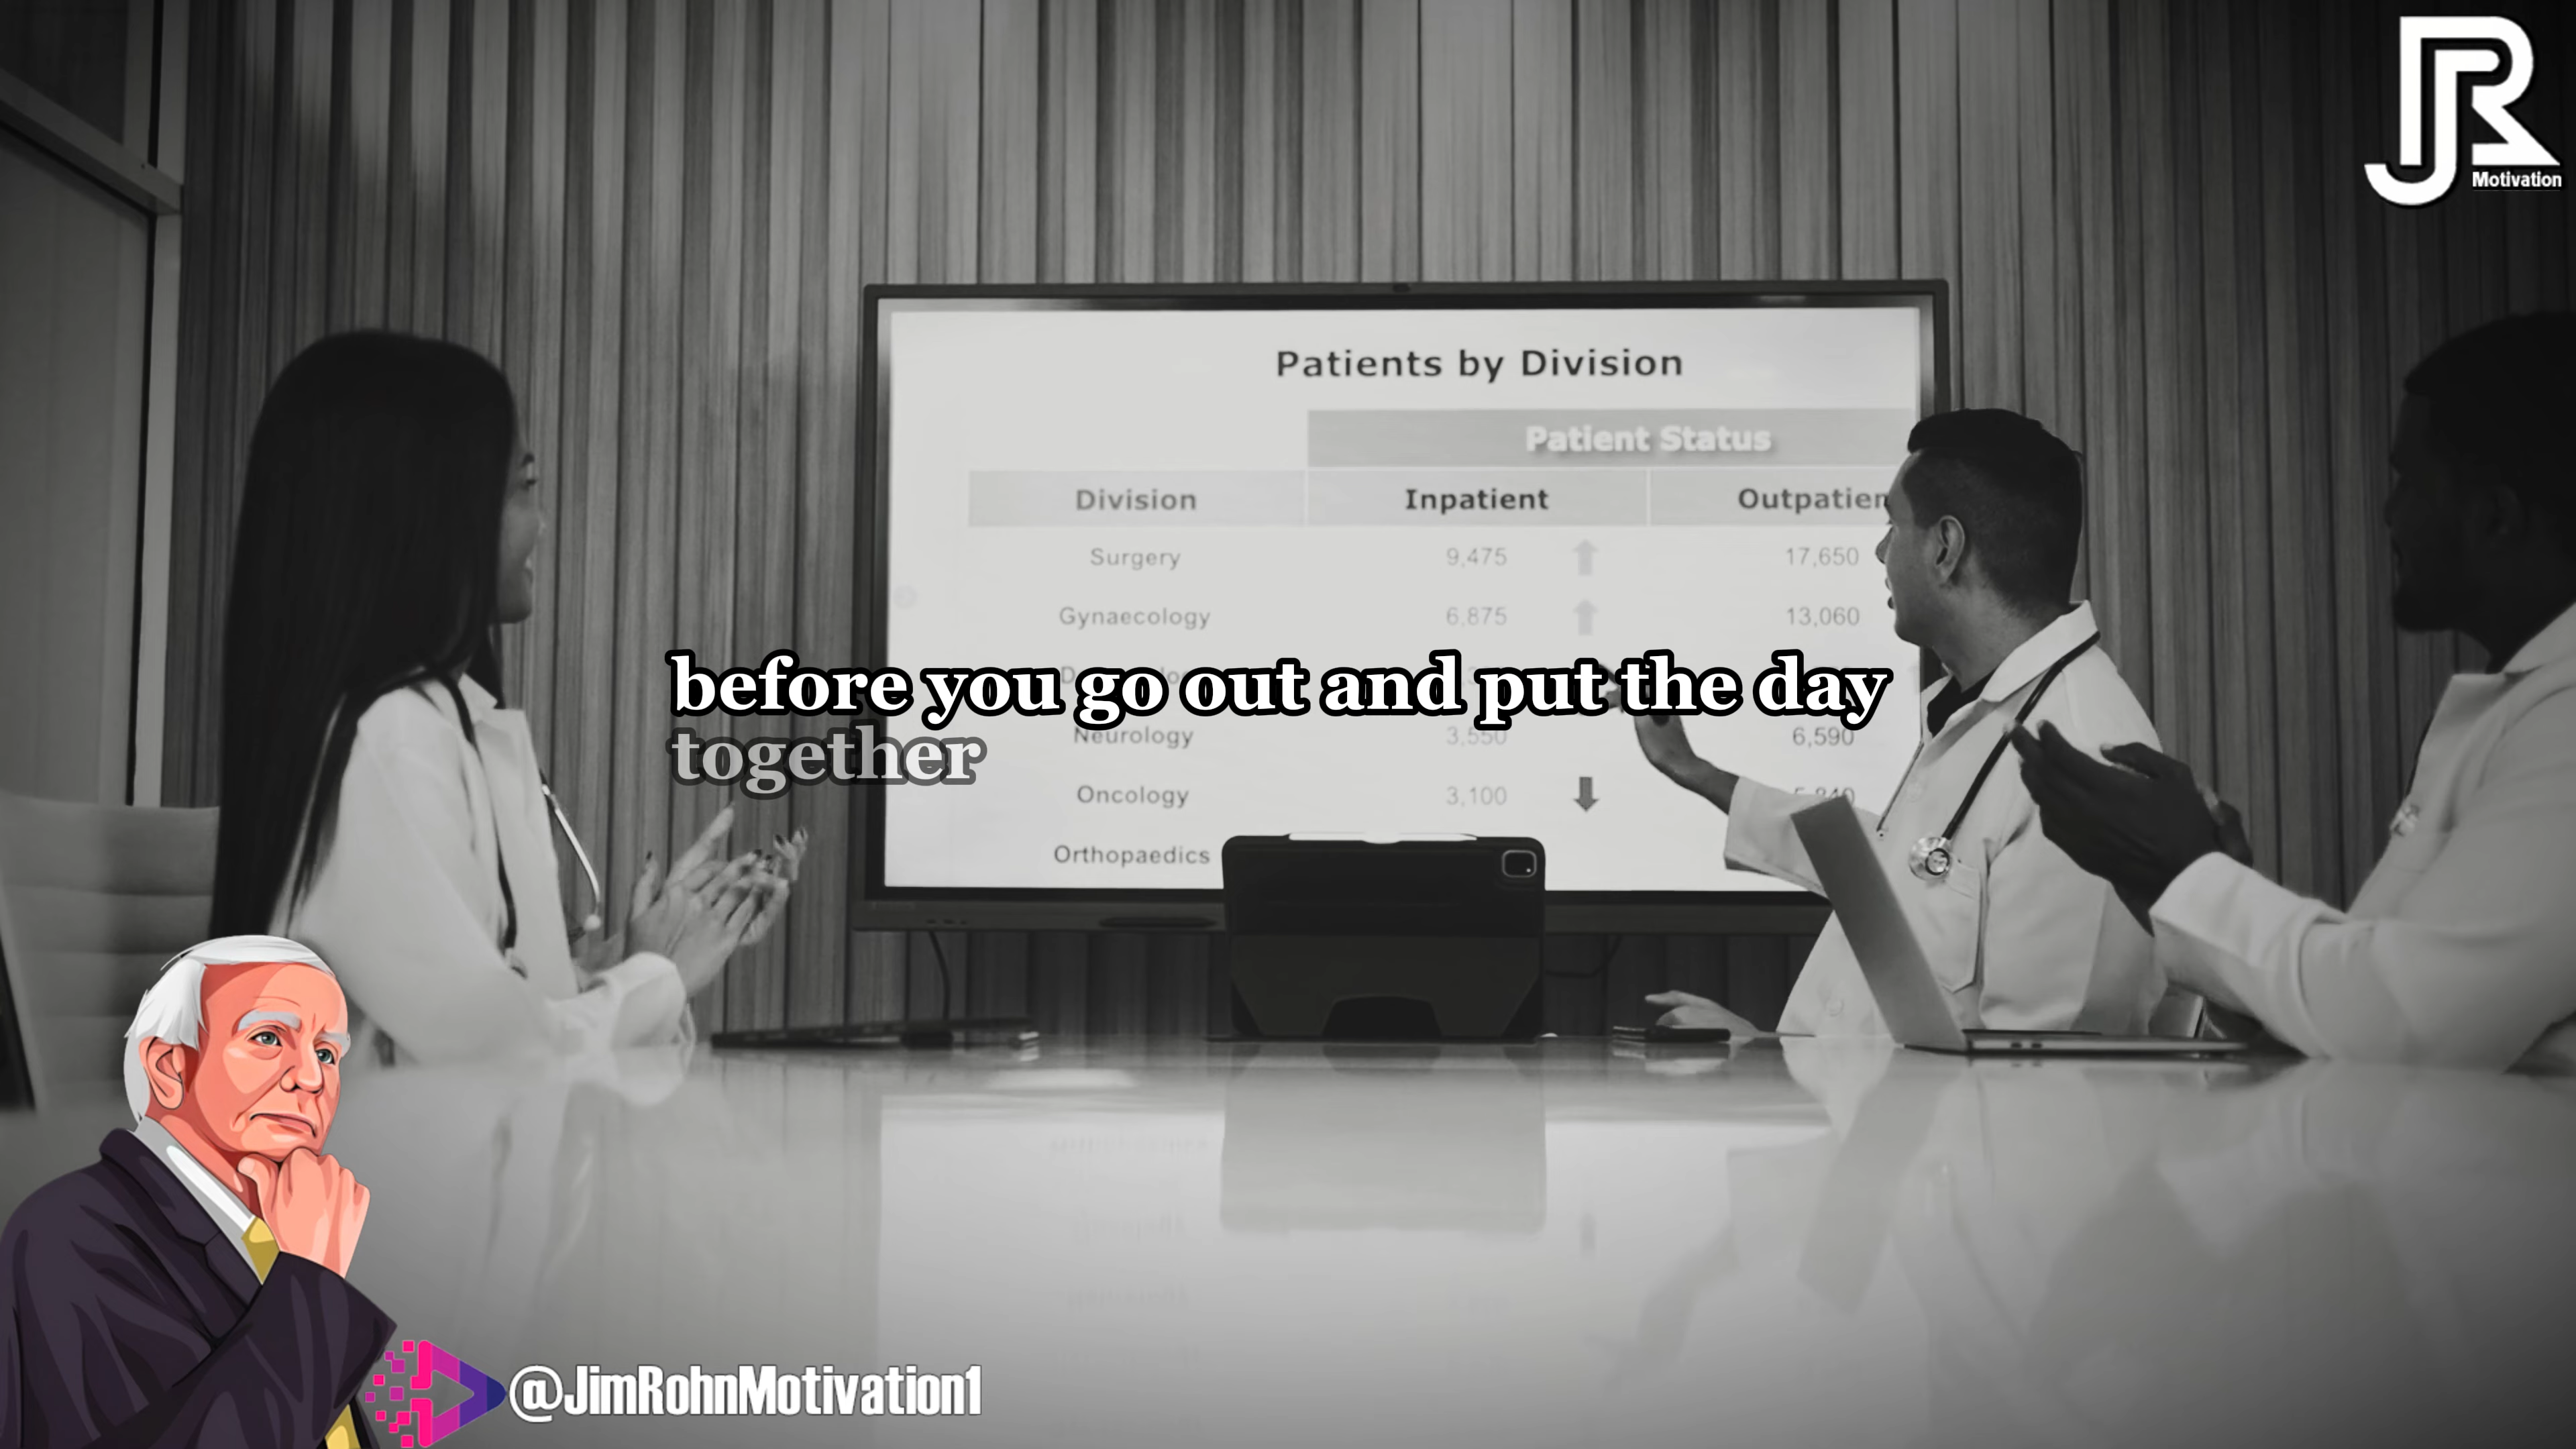 JR
Motivation
Patients by Division
Patient Status
Division Inpatient Outpatien
Surgery 9,475 17,650
Gynaecology 6,875 13,060
before you go out and put the day
together
Neurology 3,550 6,590
Oncology 3,100
Orthopaedics
@JimRohnMotivation1